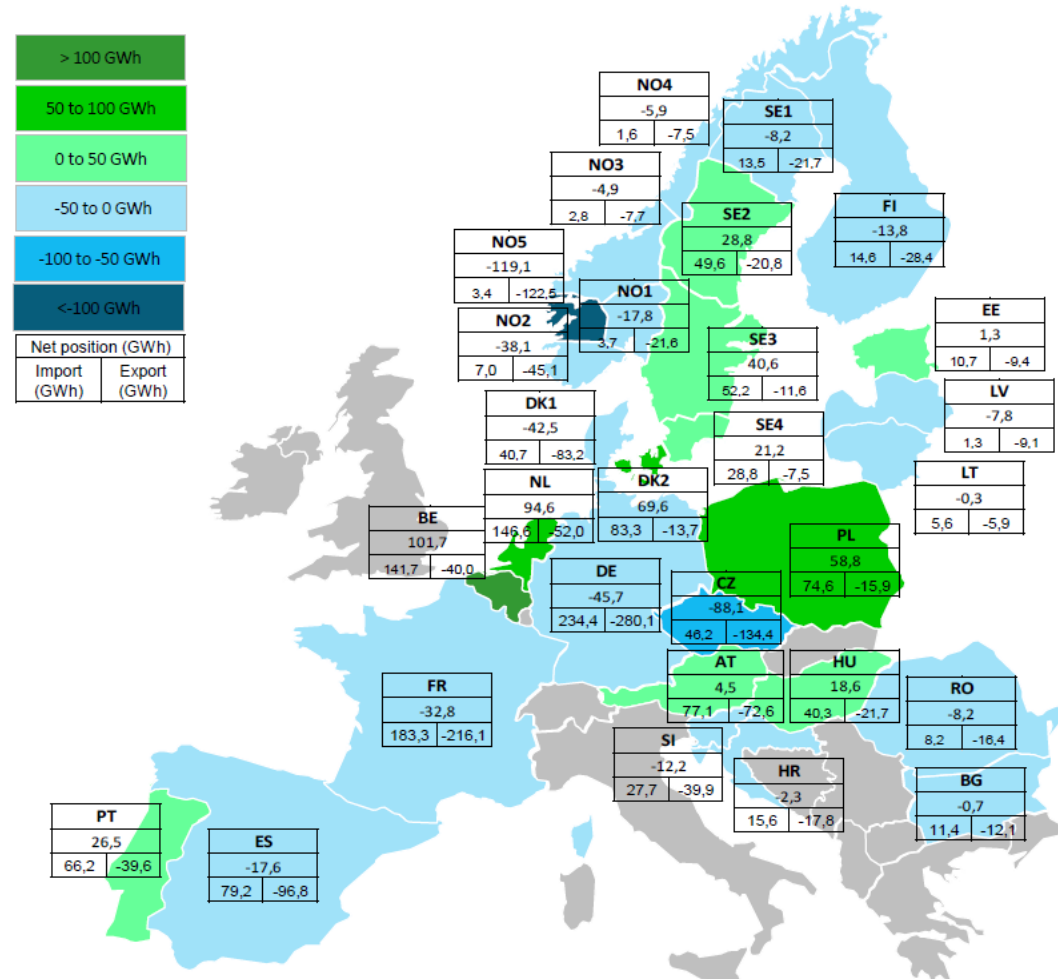 > 100 GWh
50 to 100 GWh
0 to 50 GWh
-50 to 0 GWh
-100 to -50 GWh
<-100 GWh
Net position (GWh)
Import (GWh) Export (GWh)
NO4
-5,9
1,6 -7,5
SE1
-8,2
13,5 -21,7
NO3
-4,9
2,8 -7,7
SE2
28,8
49,6 -20,8
FI
-13,8
14,6 -28,4
NO5
-119,1
3,4 -122,5
NO1
-17,8
3,7 -21,6
NO2
-38,1
7,0 -45,1
SE3
40,6
52,2 -11,6
EE
1,3
10,7 -9,4
LV
-7,8
1,3 -9,1
DK1
-42,5
40,7 -83,2
SE4
21,2
28,8 -7,5
LT
-0,3
5,6 -5,9
NL
94,6
146,6 -52,0
DK2
69,6
83,3 -13,7
BE
101,7
141,7 -40,0
PL
58,8
74,6 -15,9
DE
-45,7
234,4 -280,1
CZ
-88,1
46,2 -134,4
AT
4,5
77,1 -72,6
HU
18,6
40,3 -21,7
FR
-32,8
183,3 -216,1
RO
-8,2
8,2 -16,4
SI
-12,2
27,7 -39,9
HR
-2,3
15,6 -17,8
BG
-0,7
11,4 -12,1
PT
26,5
66,2 -39,6
ES
-17,6
79,2 -96,8